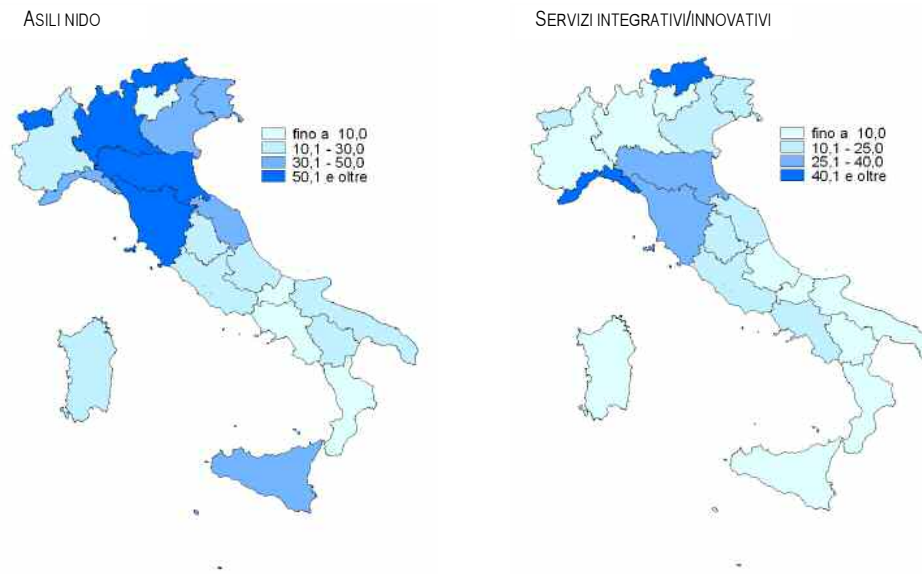 ASILI NIDO
fino a 10,0
10,1 - 30,0
30,1 - 50,0
50,1 e oltre
SERVIZI INTEGRATIVI/INNOVATIVI
fino a 10,0
10,1 - 25,0
25,1 - 40,0
40,1 e oltre